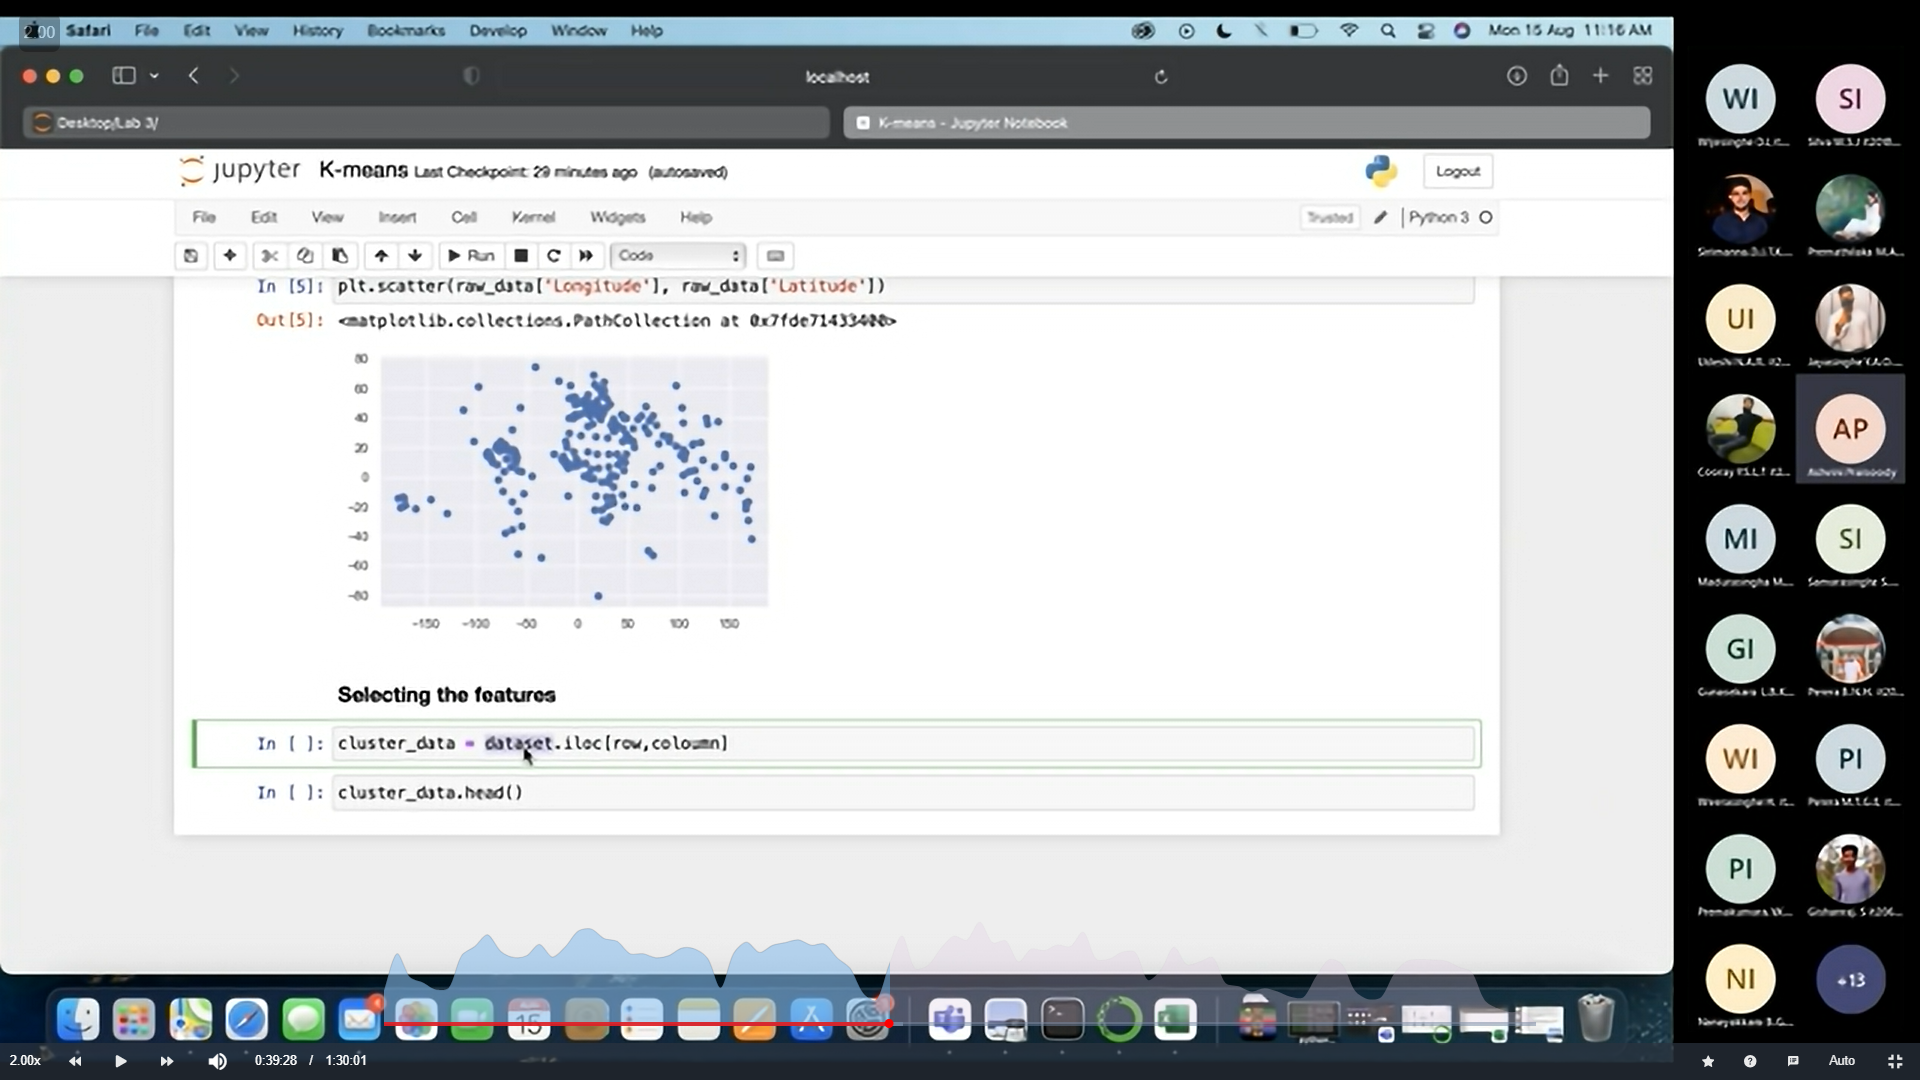 2.00
Safari File Edit View History Bookmarks Develop Window Help Mon 15 Aug 11:16 AM
localhost
Desktop/Lab 3/
K-means - Jupyter Notebook
jupyter K-means Last Checkpoint: 29 minutes ago (autosaved)
Logout
File Edit View Insert Cell Kernel Widgets Help
Trusted Python 3
Run Code
In [5]: plt.scatter(raw_data['Longitude'], raw_data['Latitude'])
Out[5]: <matplotlib.collections.PathCollection at 0x7fde71433400>
80
60
40
20
0
-20
-40
-60
-80
-150 -100 -50 0 50 100 150
Selecting the features
In [ ]: cluster_data = dataset.iloc[row,coloumn]
In [ ]: cluster_data.head()
WI SI
UI
AP
MI SI
GI
WI PI
PI
NI +13
15
2.00x 0:39:28 / 1:30:01 Auto